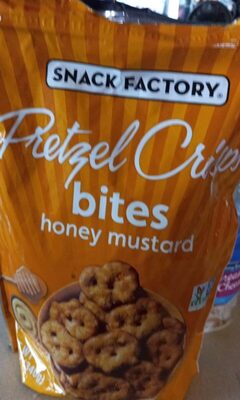 SNACK FACTORY®
Pretzel Crisps
bites
honey mustard